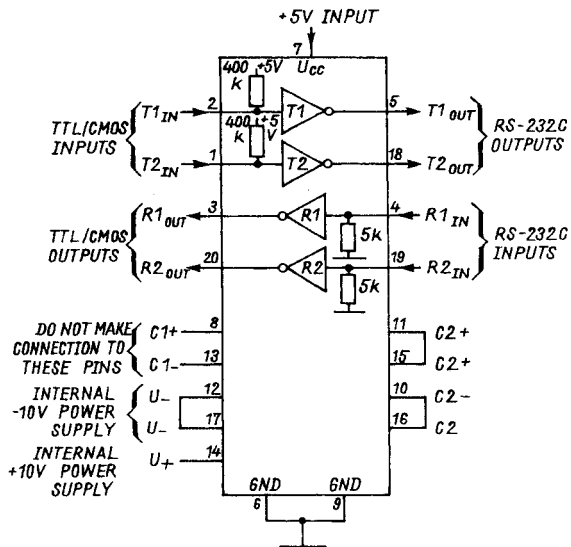 +5V INPUT
7
Ucc
400
k
+5V
T1IN
2
T1
5
T1OUT
TTL/CMOS
INPUTS
400
k
+5
V
RS-232C
OUTPUTS
T2IN
1
T2
18
T2OUT
R1OUT
3
R1
4
R1IN
TTL/CMOS
OUTPUTS
5k
RS-232C
INPUTS
R2OUT
20
R2
19
R2IN
5k
DO NOT MAKE
CONNECTION TO
THESE PINS
C1+
8
C1-
13
11
C2+
15
C2+
INTERNAL
-10V POWER
SUPPLY
U-
12
U-
17
10
C2-
16
C2
INTERNAL
+10V POWER
SUPPLY
U+
14
GND
GND
6
9